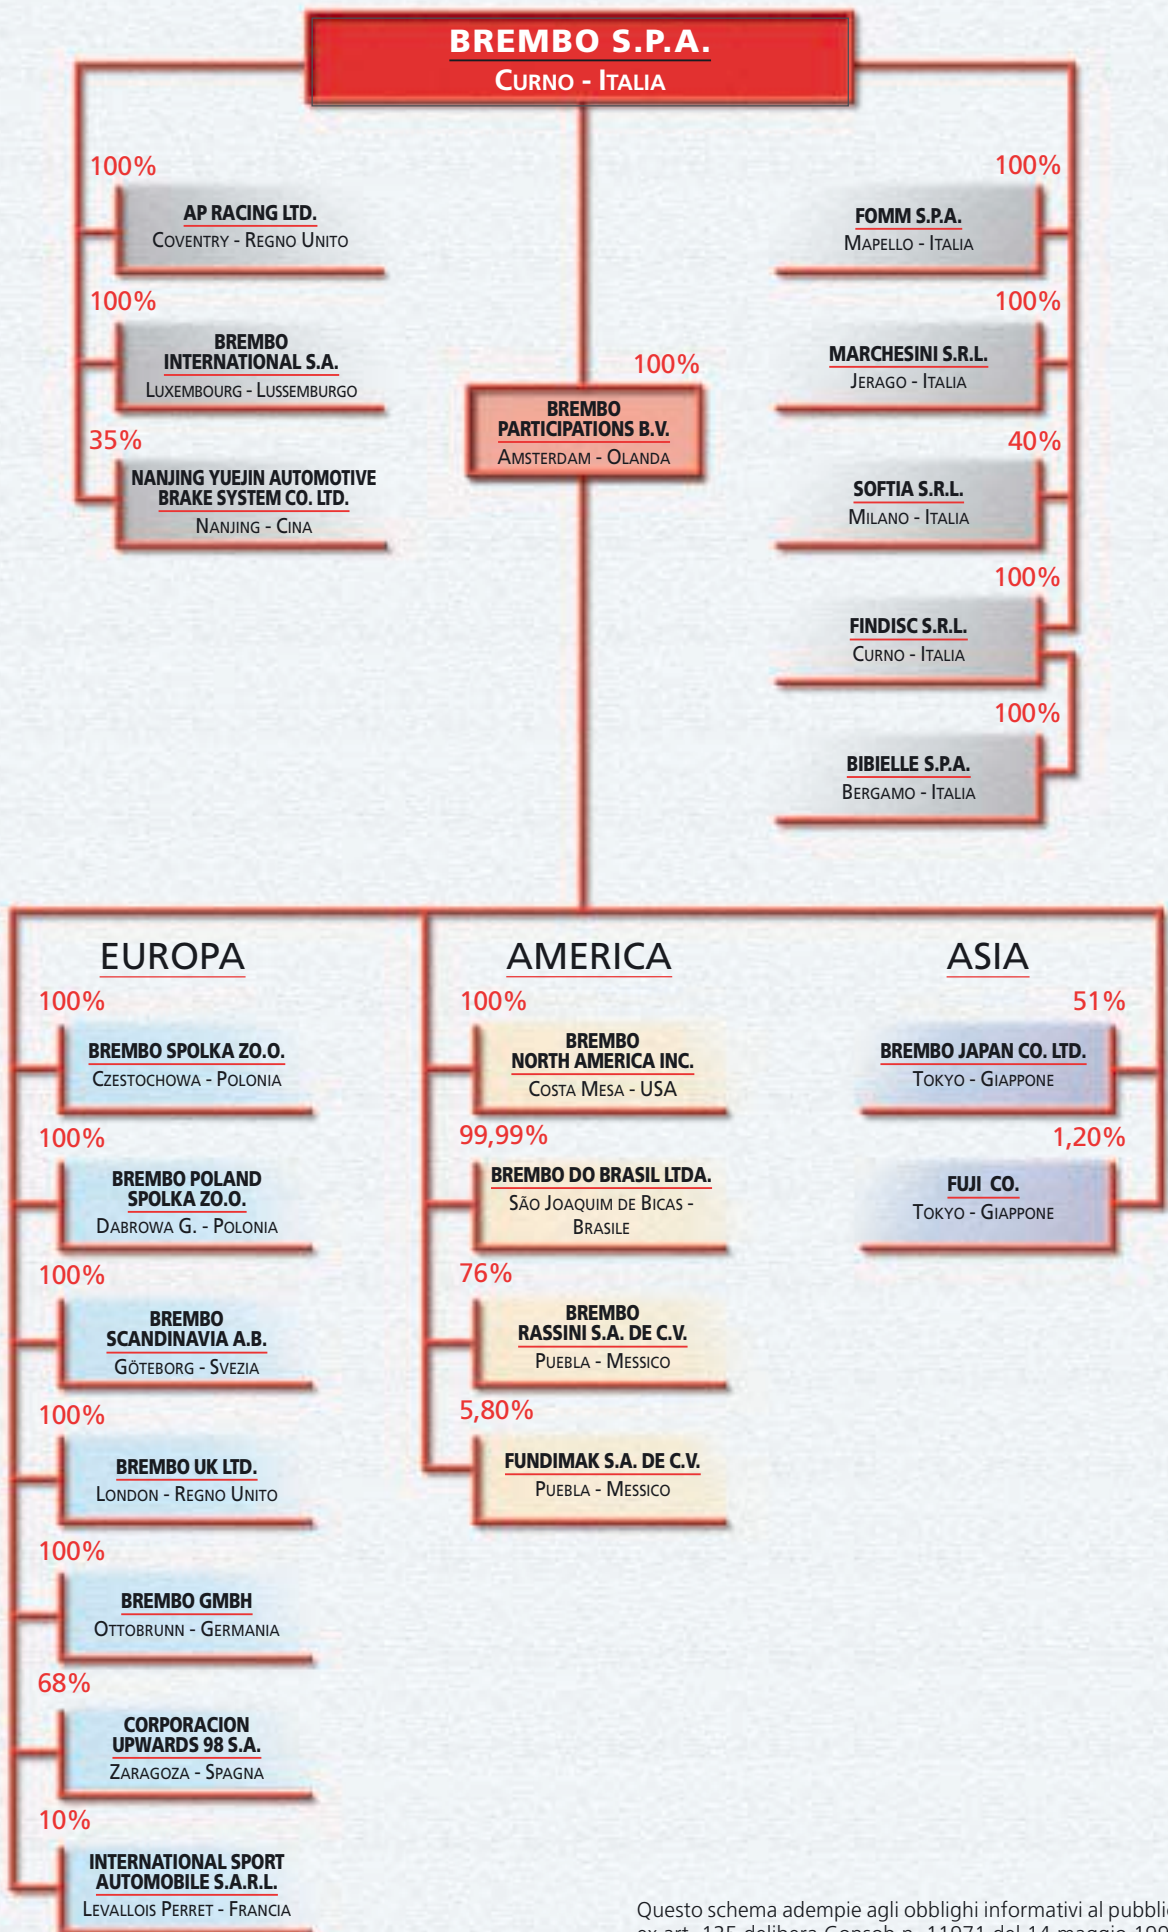 BREMBO S.P.A.
CURNO - ITALIA
100%
AP RACING LTD.
COVENTRY - REGNO UNITO
100%
BREMBO
INTERNATIONAL S.A.
LUXEMBOURG - LUSSEMBURGO
35%
NANJING YUEJIN AUTOMOTIVE
BRAKE SYSTEM CO. LTD.
NANJING - CINA
100%
BREMBO
PARTICIPATIONS B.V.
AMSTERDAM - OLANDA
100%
FOMM S.P.A.
MAPELLO - ITALIA
100%
MARCHESINI S.R.L.
JERAGO - ITALIA
40%
SOFTIA S.R.L.
MILANO - ITALIA
100%
FINDISC S.R.L.
CURNO - ITALIA
100%
BIBIELLE S.P.A.
BERGAMO - ITALIA
EUROPA
100%
BREMBO SPOLKA ZO.O.
CZESTOCHOWA - POLONIA
100%
BREMBO POLAND
SPOLKA ZO.O.
DABROWA G. - POLONIA
100%
BREMBO
SCANDINAVIA A.B.
GÖTEBORG - SVEZIA
100%
BREMBO UK LTD.
LONDON - REGNO UNITO
100%
BREMBO GMBH
OTTOBRUNN - GERMANIA
68%
CORPORACION
UPWARDS 98 S.A.
ZARAGOZA - SPAGNA
10%
INTERNATIONAL SPORT
AUTOMOBILE S.A.R.L.
LEVALLOIS PERRET - FRANCIA
AMERICA
100%
BREMBO
NORTH AMERICA INC.
COSTA MESA - USA
99,99%
BREMBO DO BRASIL LTDA.
SÃO JOAQUIM DE BICAS -
BRASILE
76%
BREMBO
RASSINI S.A. DE C.V.
PUEBLA - MESSICO
5,80%
FUNDIMAK S.A. DE C.V.
PUEBLA - MESSICO
ASIA
51%
BREMBO JAPAN CO. LTD.
TOKYO - GIAPPONE
1,20%
FUJI CO.
TOKYO - GIAPPONE
Questo schema adempie agli obblighi informativi al